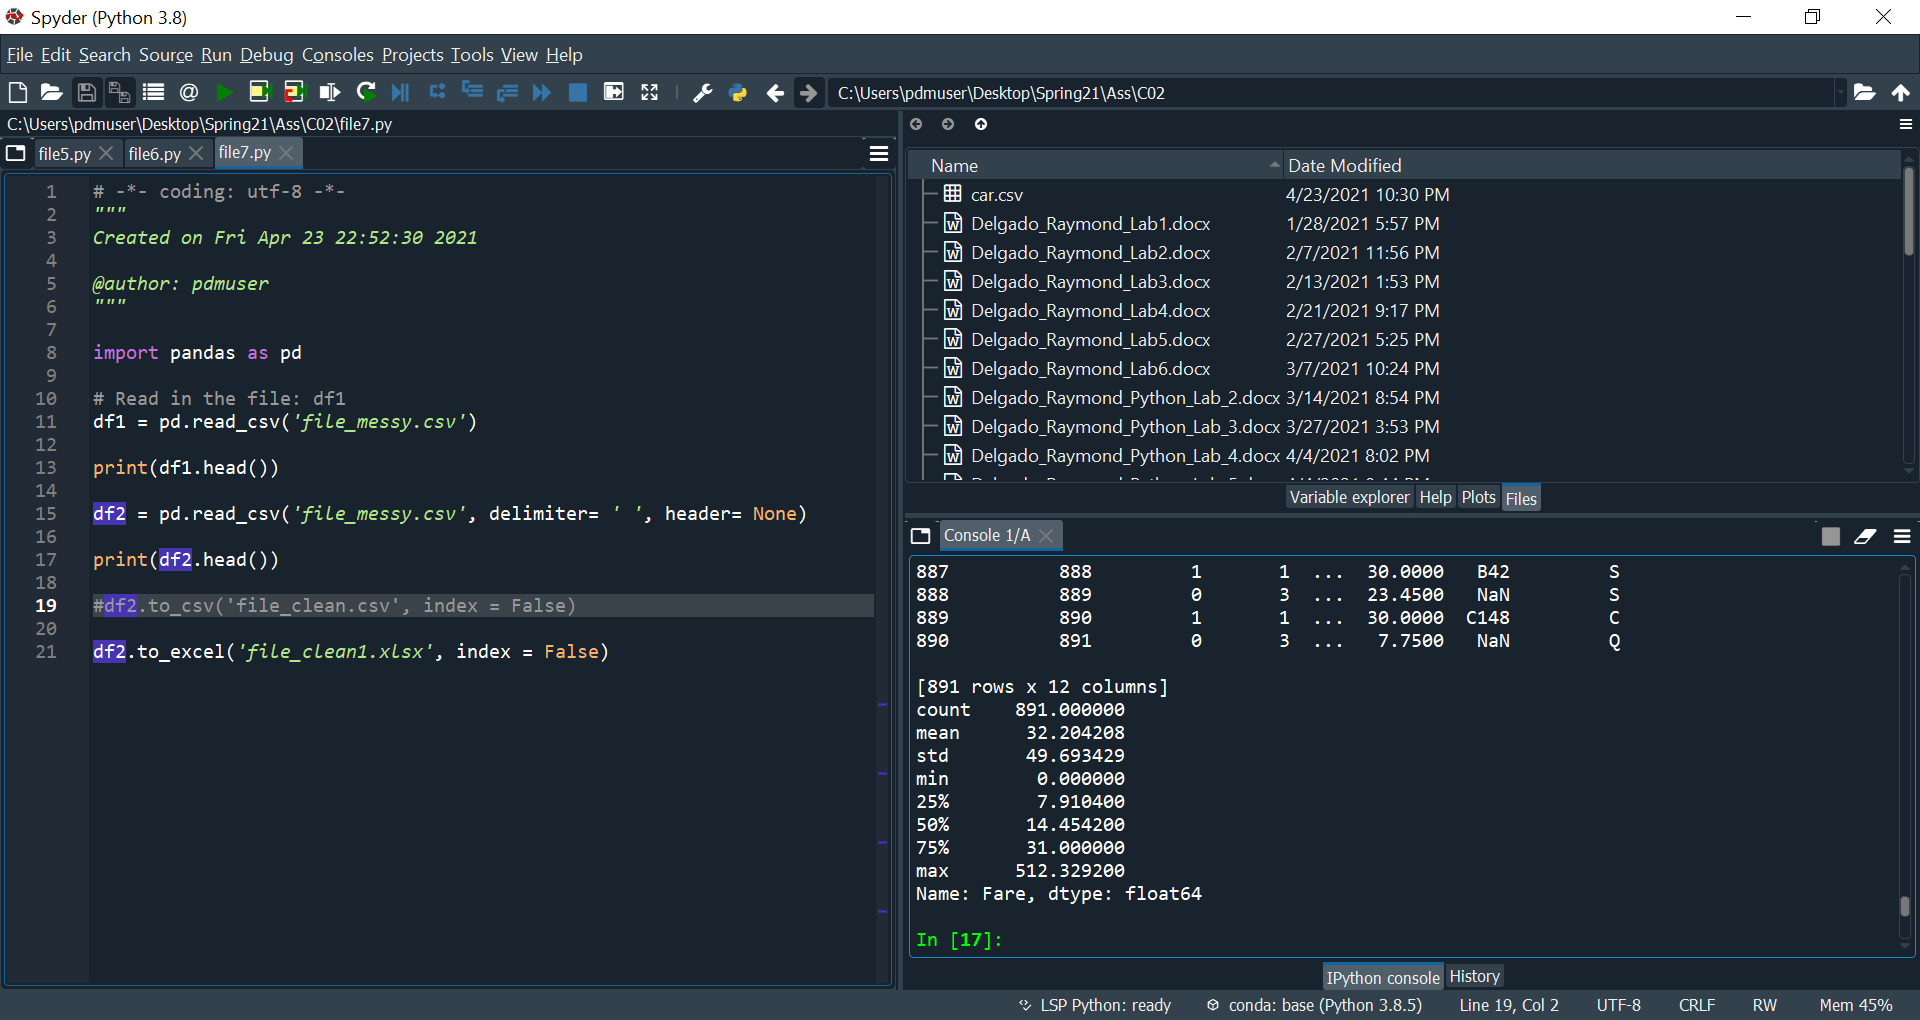 Spyder (Python 3.8)
File Edit Search Source Run Debug Consoles Projects Tools View Help
C:\Users\pdmuser\Desktop\Spring21\Ass\C02
C:\Users\pdmuser\Desktop\Spring21\Ass\C02\file7.py
file5.py file6.py file7.py
1 # -*- coding: utf-8 -*-
2 """
3 Created on Fri Apr 23 22:52:30 2021
4
5 @author: pdmuser
6 """
7
8 import pandas as pd
9
10 # Read in the file: df1
11 df1 = pd.read_csv('file_messy.csv')
12
13 print(df1.head())
14
15 df2 = pd.read_csv('file_messy.csv', delimiter= ' ', header= None)
16
17 print(df2.head())
18
19 #df2.to_csv('file_clean.csv', index = False)
20
21 df2.to_excel('file_clean1.xlsx', index = False)
Name Date Modified
car.csv 4/23/2021 10:30 PM
Delgado_Raymond_Lab1.docx 1/28/2021 5:57 PM
Delgado_Raymond_Lab2.docx 2/7/2021 11:56 PM
Delgado_Raymond_Lab3.docx 2/13/2021 1:53 PM
Delgado_Raymond_Lab4.docx 2/21/2021 9:17 PM
Delgado_Raymond_Lab5.docx 2/27/2021 5:25 PM
Delgado_Raymond_Lab6.docx 3/7/2021 10:24 PM
Delgado_Raymond_Python_Lab_2.docx 3/14/2021 8:54 PM
Delgado_Raymond_Python_Lab_3.docx 3/27/2021 3:53 PM
Delgado_Raymond_Python_Lab_4.docx 4/4/2021 8:02 PM
Variable explorer Help Plots Files
Console 1/A
887 888 1 1 ... 30.0000 B42 S
888 889 0 3 ... 23.4500 NaN S
889 890 1 1 ... 30.0000 C148 C
890 891 0 3 ... 7.7500 NaN Q
[891 rows x 12 columns]
count 891.000000
mean 32.204208
std 49.693429
min 0.000000
25% 7.910400
50% 14.454200
75% 31.000000
max 512.329200
Name: Fare, dtype: float64
In [17]:
IPython console History
LSP Python: ready conda: base (Python 3.8.5) Line 19, Col 2 UTF-8 CRLF RW Mem 45%